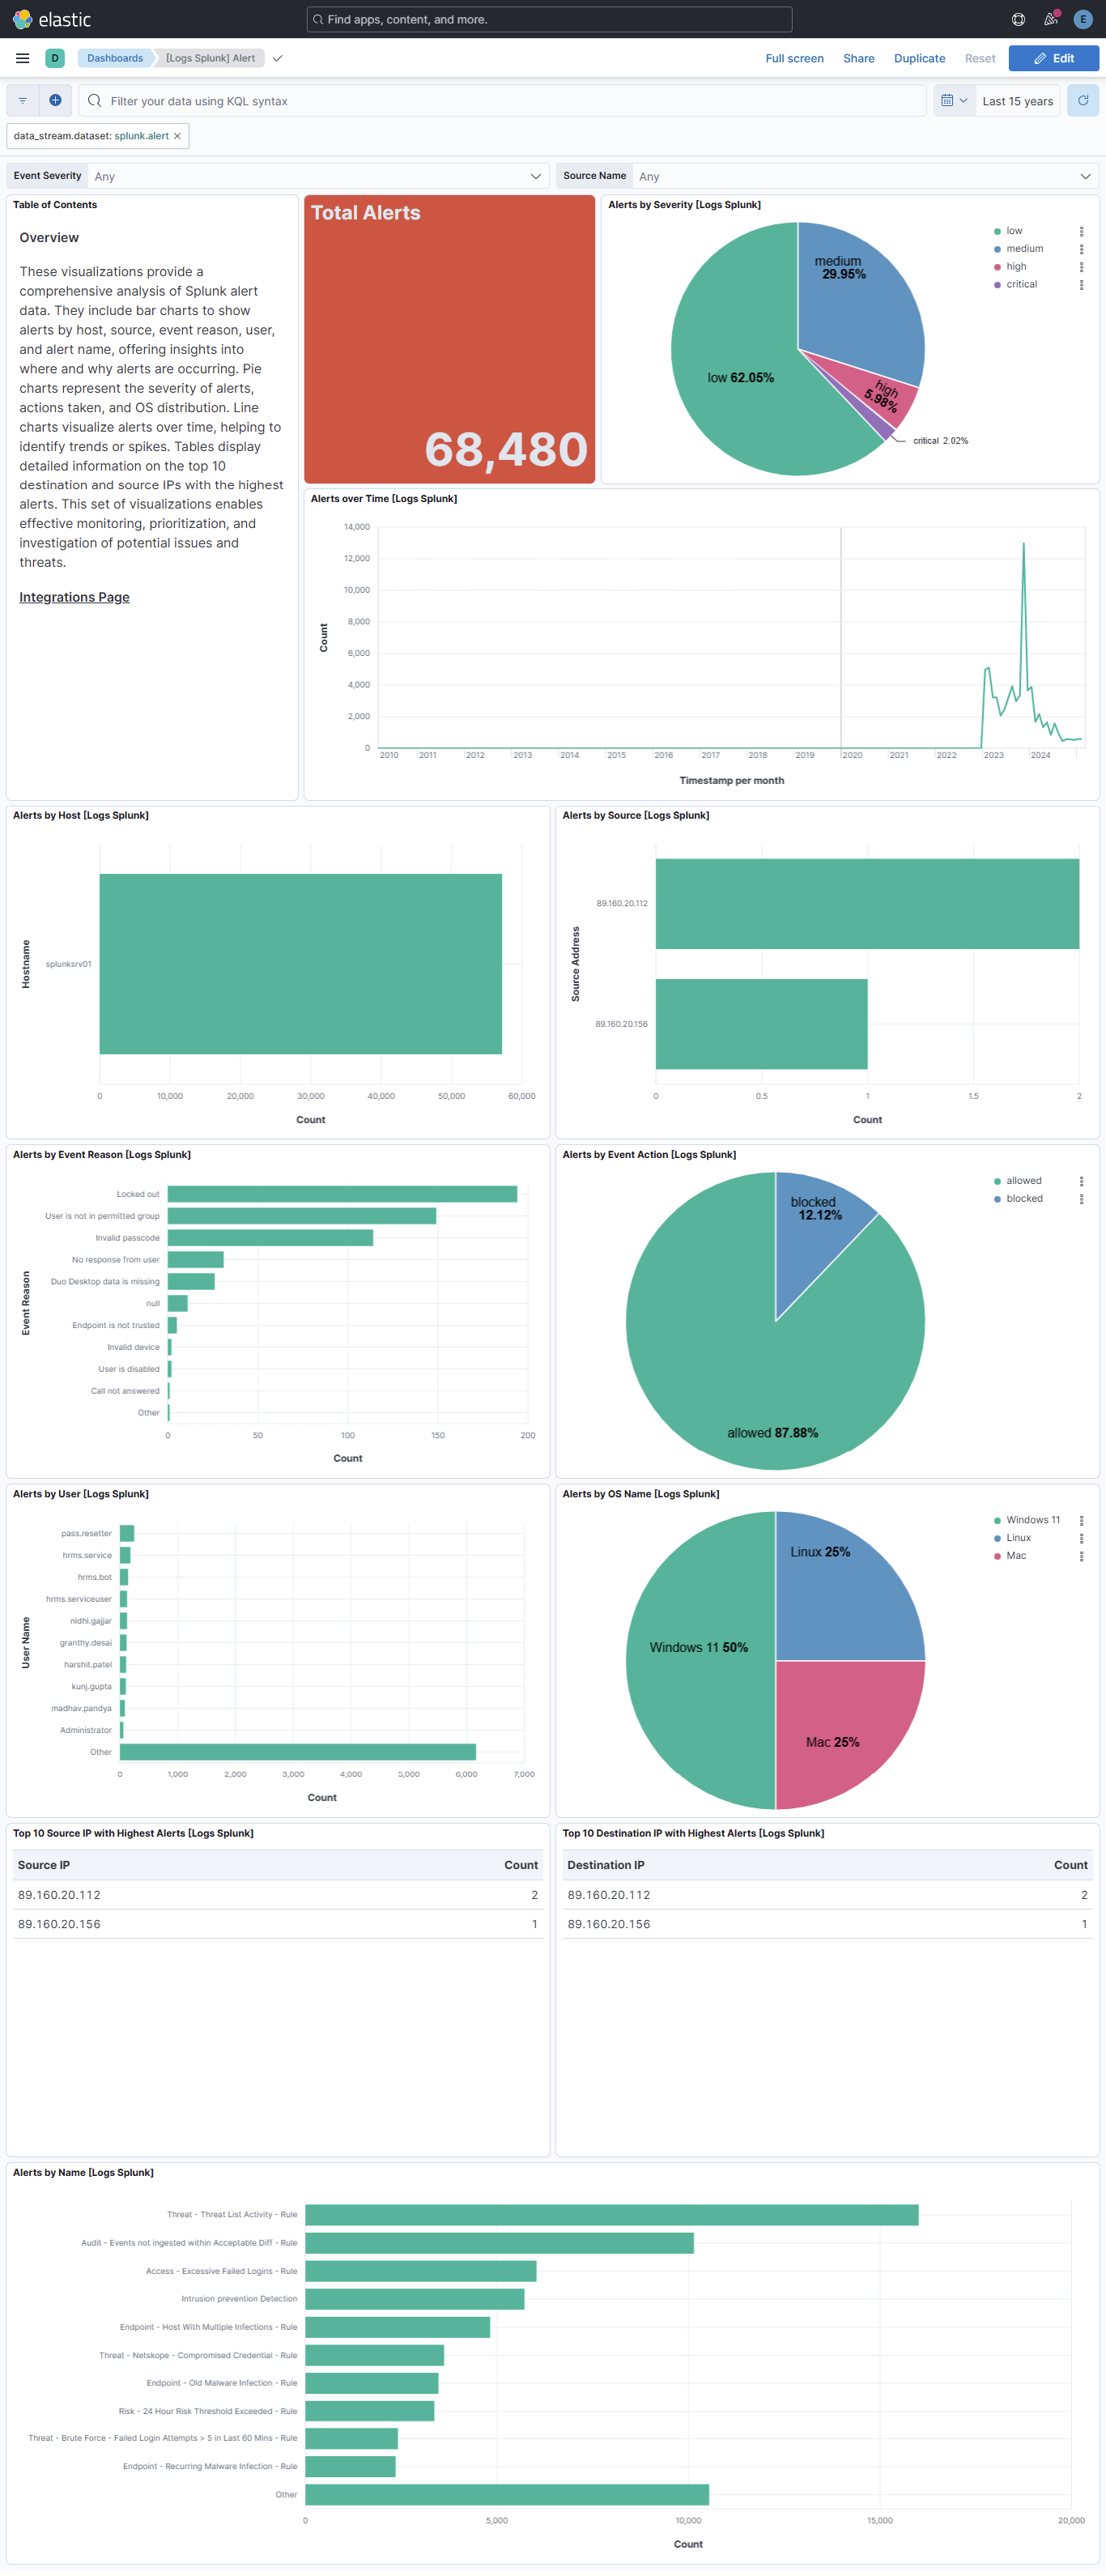 elastic
Find apps, content, and more.
E
D
Dashboards
[Logs Splunk] Alert
Full screen
Share
Duplicate
Reset
Edit
Filter your data using KQL syntax
Last 15 years
data_stream.dataset: splunk.alert ×
Event Severity
Any
Source Name
Any
Table of Contents
Overview
These visualizations provide a
comprehensive analysis of Splunk alert
data. They include bar charts to show
alerts by host, source, event reason, user,
and alert name, offering insights into
where and why alerts are occurring. Pie
charts represent the severity of alerts,
actions taken, and OS distribution. Line
charts visualize alerts over time, helping to
identify trends or spikes. Tables display
detailed information on the top 10
destination and source IPs with the highest
alerts. This set of visualizations enables
effective monitoring, prioritization, and
investigation of potential issues and
threats.
Integrations Page
Total Alerts
68,480
Alerts by Severity [Logs Splunk]
medium
29.95%
low 62.05%
high
5.98%
critical 2.02%
low
medium
high
critical
Alerts over Time [Logs Splunk]
Count
14,000
12,000
10,000
8,000
6,000
4,000
2,000
0
2010 2011 2012 2013 2014 2015 2016 2017 2018 2019 2020 2021 2022 2023 2024
Timestamp per month
Alerts by Host [Logs Splunk]
Hostname
splunksrv01
0 10,000 20,000 30,000 40,000 50,000 60,000
Count
Alerts by Source [Logs Splunk]
Source Address
89.160.20.112
89.160.20.156
0 0.5 1 1.5 2
Count
Alerts by Event Reason [Logs Splunk]
Event Reason
Locked out
User is not in permitted group
Invalid passcode
No response from user
Duo Desktop data is missing
null
Endpoint is not trusted
Invalid device
User is disabled
Call not answered
Other
0 50 100 150 200
Count
Alerts by Event Action [Logs Splunk]
blocked
12.12%
allowed 87.88%
allowed
blocked
Alerts by User [Logs Splunk]
User Name
pass.resetter
hrms.service
hrms.bot
hrms.serviceuser
nidhi.gajjar
granthy.desai
harshit.patel
kunj.gupta
madhav.pandya
Administrator
Other
0 1,000 2,000 3,000 4,000 5,000 6,000 7,000
Count
Alerts by OS Name [Logs Splunk]
Linux 25%
Windows 11 50%
Mac 25%
Windows 11
Linux
Mac
Top 10 Source IP with Highest Alerts [Logs Splunk]
Source IP Count
89.160.20.112 2
89.160.20.156 1
Top 10 Destination IP with Highest Alerts [Logs Splunk]
Destination IP Count
89.160.20.112 2
89.160.20.156 1
Alerts by Name [Logs Splunk]
Threat - Threat List Activity - Rule
Audit - Events not ingested within Acceptable Diff - Rule
Access - Excessive Failed Logins - Rule
Intrusion prevention Detection
Endpoint - Host With Multiple Infections - Rule
Threat - Netskope - Compromised Credential - Rule
Endpoint - Old Malware Infection - Rule
Risk - 24 Hour Risk Threshold Exceeded - Rule
Threat - Brute Force - Failed Login Attempts > 5 in Last 60 Mins - Rule
Endpoint - Recurring Malware Infection - Rule
Other
0 5,000 10,000 15,000 20,000
Count